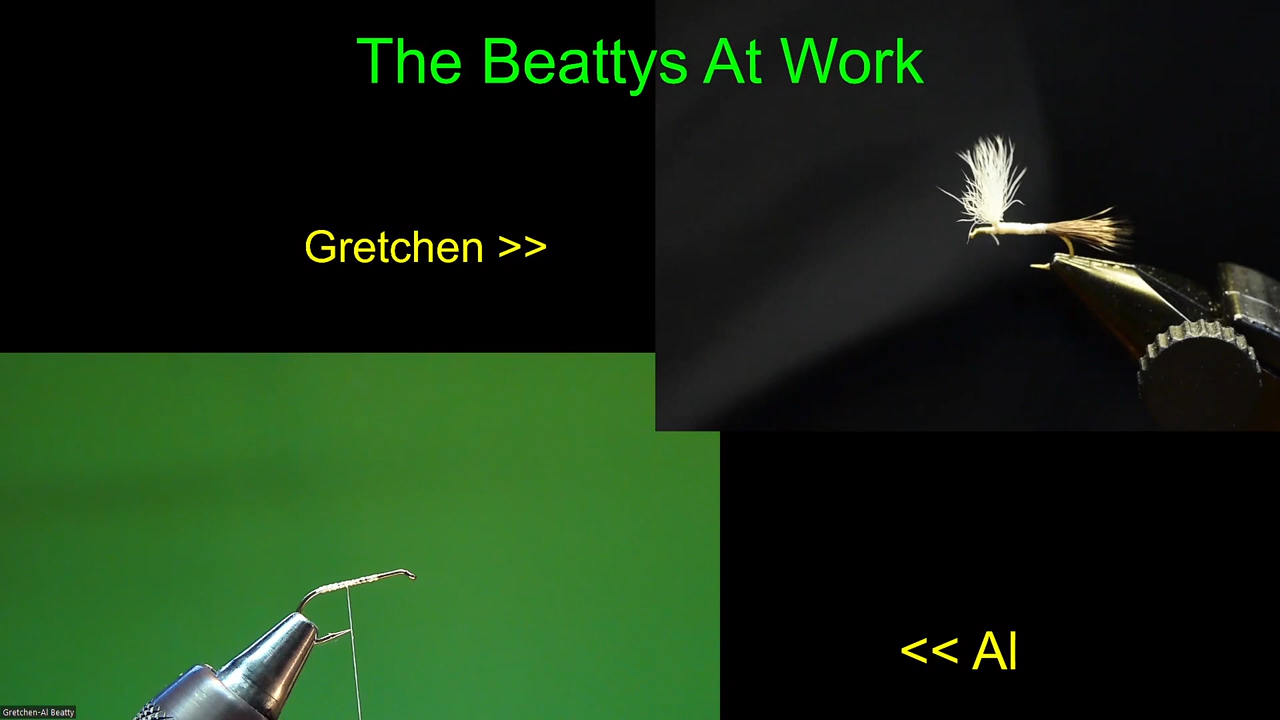 The Beattys At Work
Gretchen >>
<< Al
Gretchen-Al Beatty